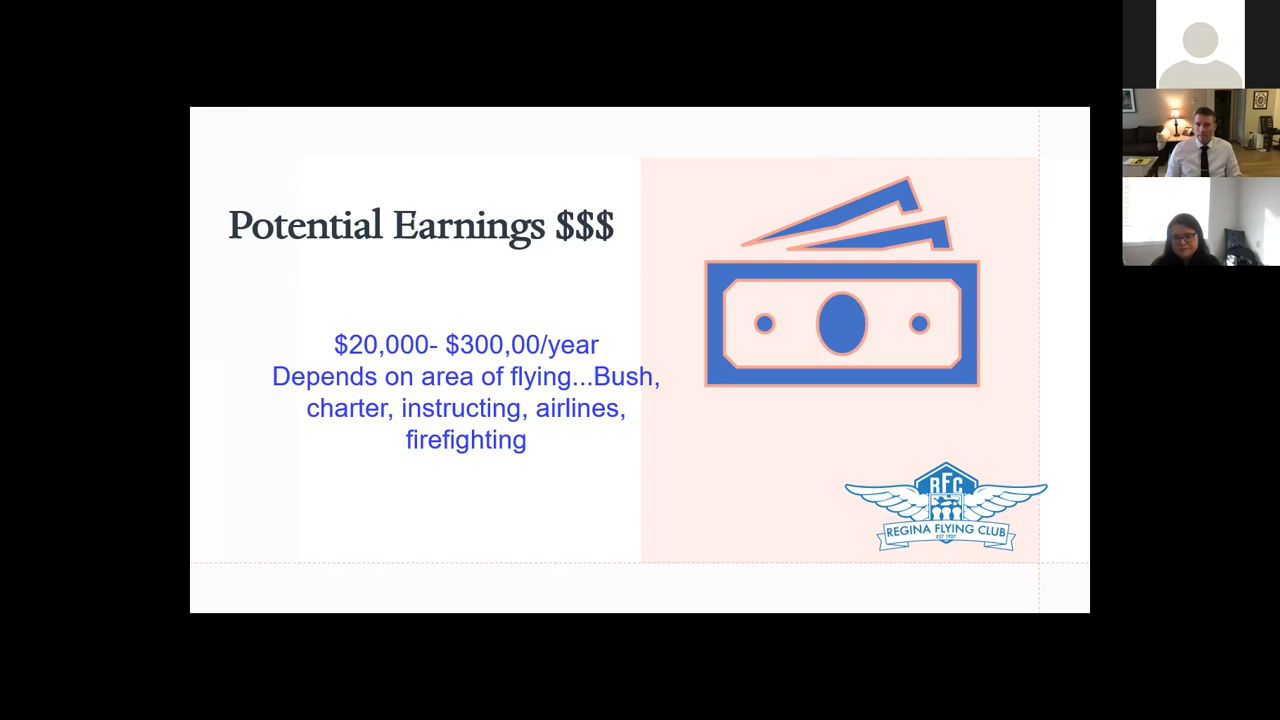 Potential Earnings $$$
$20,000- $300,00/year
Depends on area of flying...Bush,
charter, instructing, airlines,
firefighting
RFC
REGINA FLYING CLUB
EST 1927